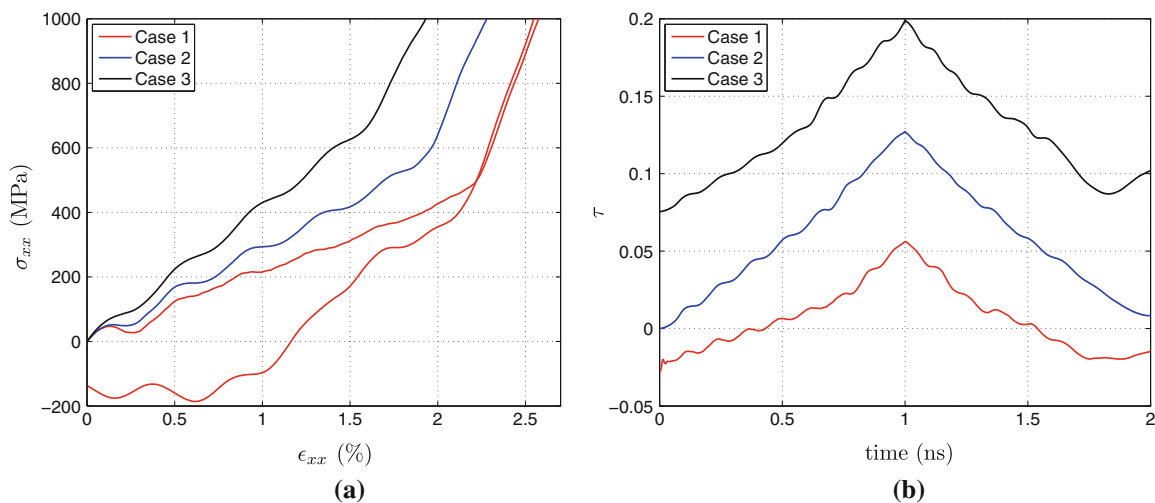 1000
800
600
400
200
0
−200
σxx (MPa)
Case 1
Case 2
Case 3
0
0.5
1
1.5
2
2.5
ϵxx (%)
(a)
0.2
0.15
0.1
0.05
0
−0.05
τ
Case 1
Case 2
Case 3
0
0.5
1
1.5
2
time (ns)
(b)